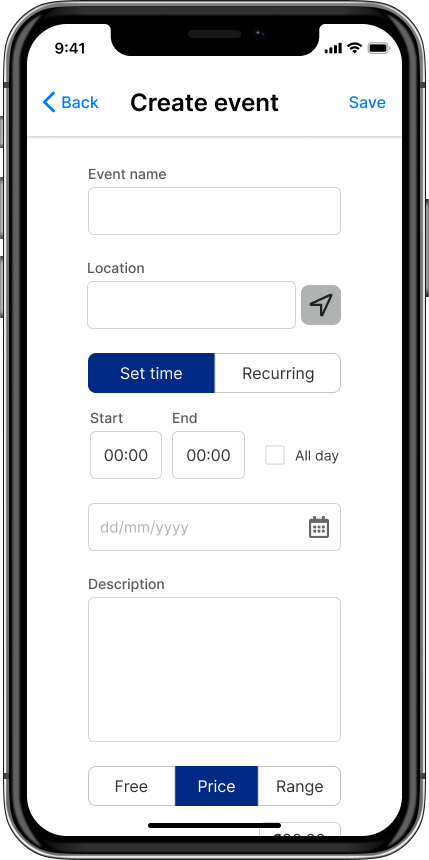 9:41
Back Create event Save
Event name
Location
Set time Recurring
Start End
00:00 00:00 All day
dd/mm/yyyy
Description
Free Price Range